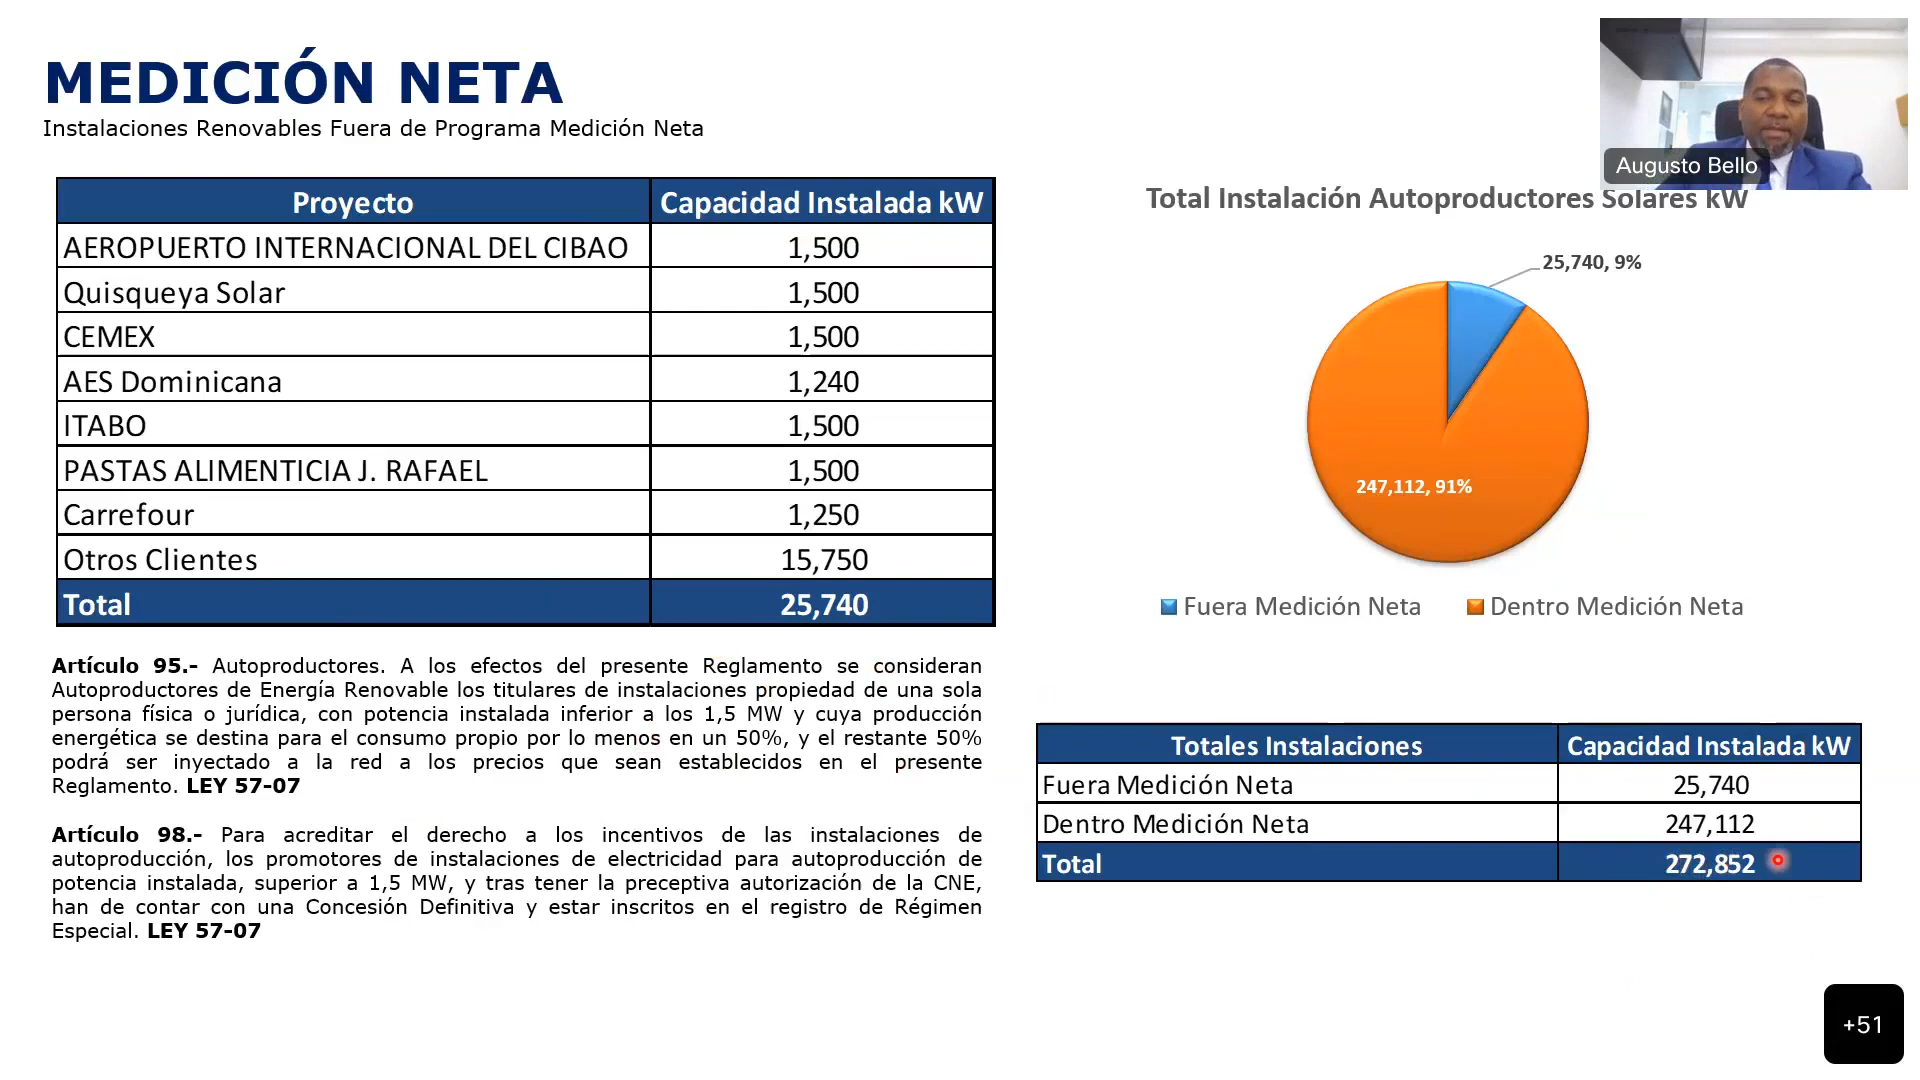 MEDICIÓN NETA
Instalaciones Renovables Fuera de Programa Medición Neta
Augusto Bello
Proyecto Capacidad Instalada kW
AEROPUERTO INTERNACIONAL DEL CIBAO 1,500
Quisqueya Solar 1,500
CEMEX 1,500
AES Dominicana 1,240
ITABO 1,500
PASTAS ALIMENTICIA J. RAFAEL 1,500
Carrefour 1,250
Otros Clientes 15,750
Total 25,740
Artículo 95.- Autoproductores. A los efectos del presente Reglamento se consideran
Autoproductores de Energía Renovable los titulares de instalaciones propiedad de una sola
persona física o jurídica, con potencia instalada inferior a los 1,5 MW y cuya producción
energética se destina para el consumo propio por lo menos en un 50%, y el restante 50%
podrá ser inyectado a la red a los precios que sean establecidos en el presente
Reglamento. LEY 57-07
Artículo 98.- Para acreditar el derecho a los incentivos de las instalaciones de
autoproducción, los promotores de instalaciones de electricidad para autoproducción de
potencia instalada, superior a 1,5 MW, y tras tener la preceptiva autorización de la CNE,
han de contar con una Concesión Definitiva y estar inscritos en el registro de Régimen
Especial. LEY 57-07
Total Instalación Autoproductores Solares kW
25,740, 9%
247,112, 91%
Fuera Medición Neta Dentro Medición Neta
Totales Instalaciones Capacidad Instalada kW
Fuera Medición Neta 25,740
Dentro Medición Neta 247,112
Total 272,852
+51